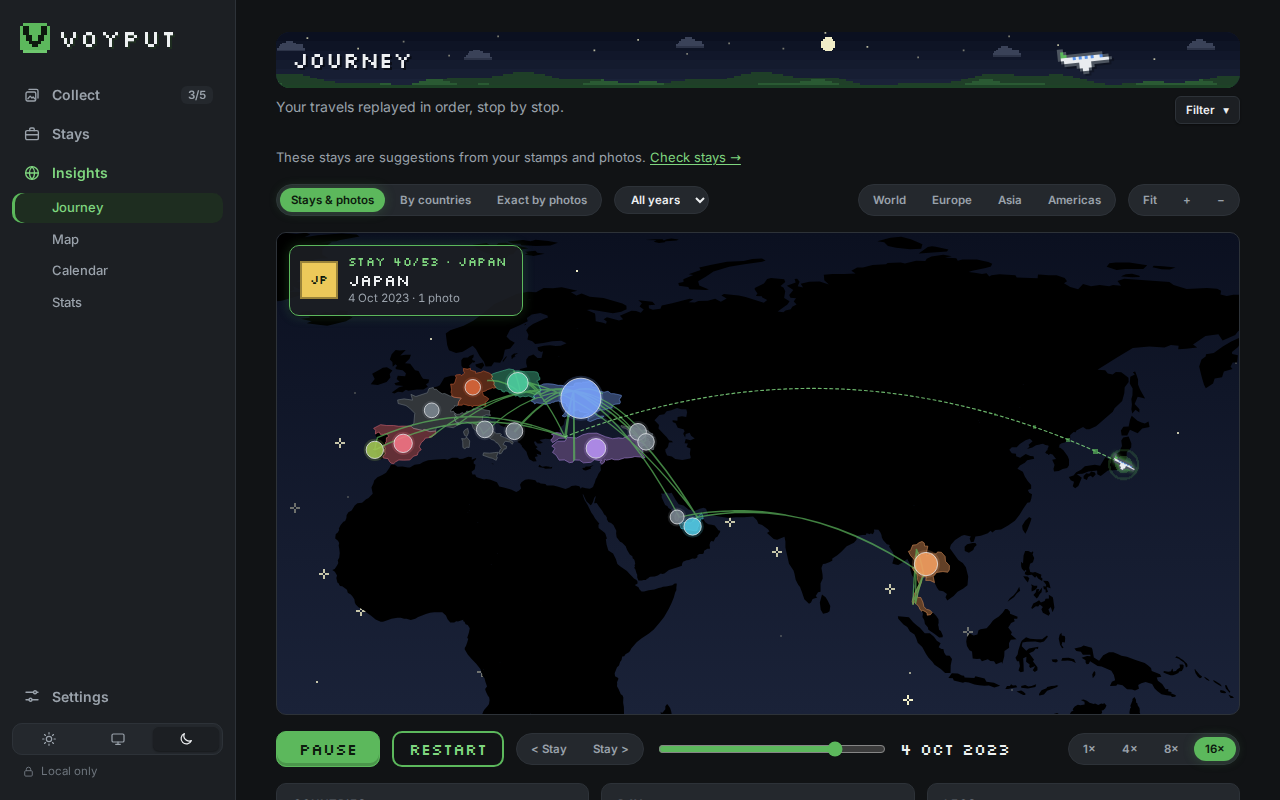 VOYPUT
JOURNEY
Collect 3/5
Stays
Insights
Journey
Map
Calendar
Stats
Settings
Local only
Your travels replayed in order, stop by stop.
Filter ▾
These stays are suggestions from your stamps and photos. Check stays →
Stays & photos By countries Exact by photos All years World Europe Asia Americas Fit + −
STAY 40/53 · JAPAN
JP JAPAN
4 Oct 2023 · 1 photo
PAUSE RESTART < Stay Stay > 4 OCT 2023 1× 4× 8× 16×